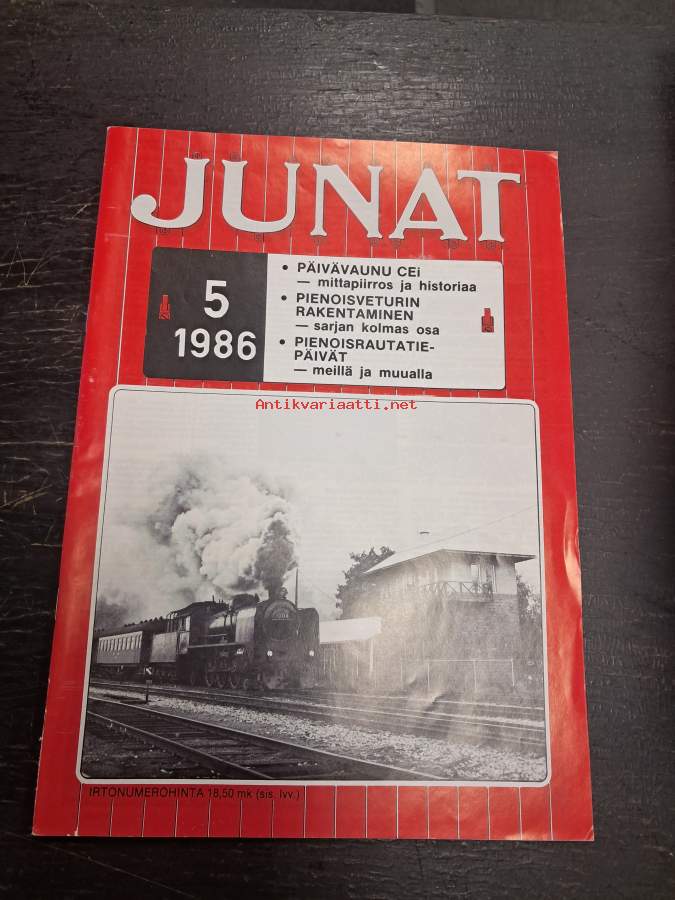 JUNAT
5
1986
• PÄIVÄVAUNU CEi
— mittapiirros ja historiaa
• PIENOISVETURIN
RAKENTAMINEN
— sarjan kolmas osa
• PIENOISRAUTATIE-
PÄIVÄT
— meillä ja muualla
Antikvariaatti.net
IRTONUMEROHINTA 18,50 mk (sis. lvv.)